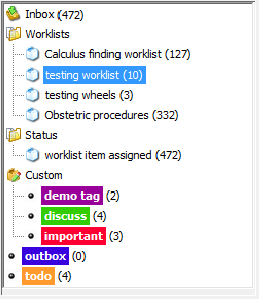 Inbox (472)
Worklists
Calculus finding worklist (127)
testing worklist (10)
testing wheels (3)
Obstetric procedures (332)
Status
worklist item assigned (472)
Custom
demo tag (2)
discuss (4)
important (3)
outbox (0)
todo (4)